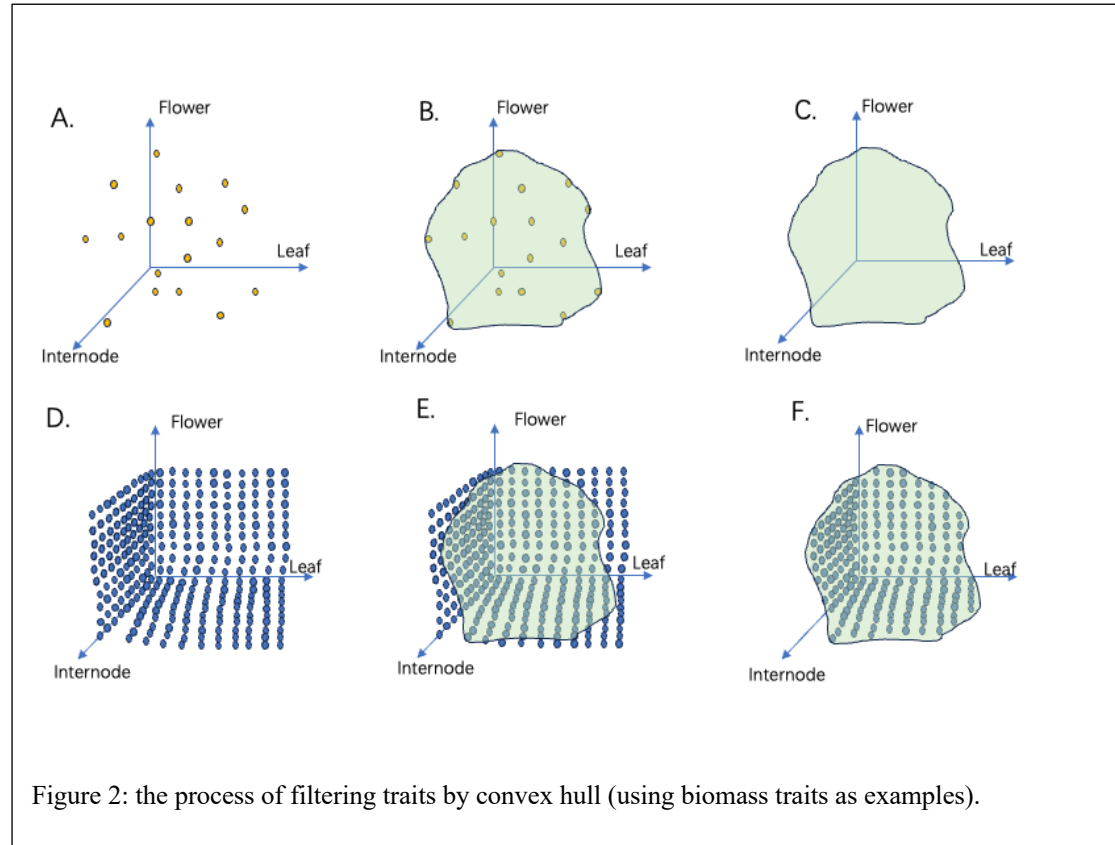 A.
Flower
Leaf
Internode
B.
Flower
Leaf
Internode
C.
Flower
Leaf
Internode
D.
Flower
Leaf
Internode
E.
Flower
Leaf
Internode
F.
Flower
Leaf
Internode
Figure 2: the process of filtering traits by convex hull (using biomass traits as examples).